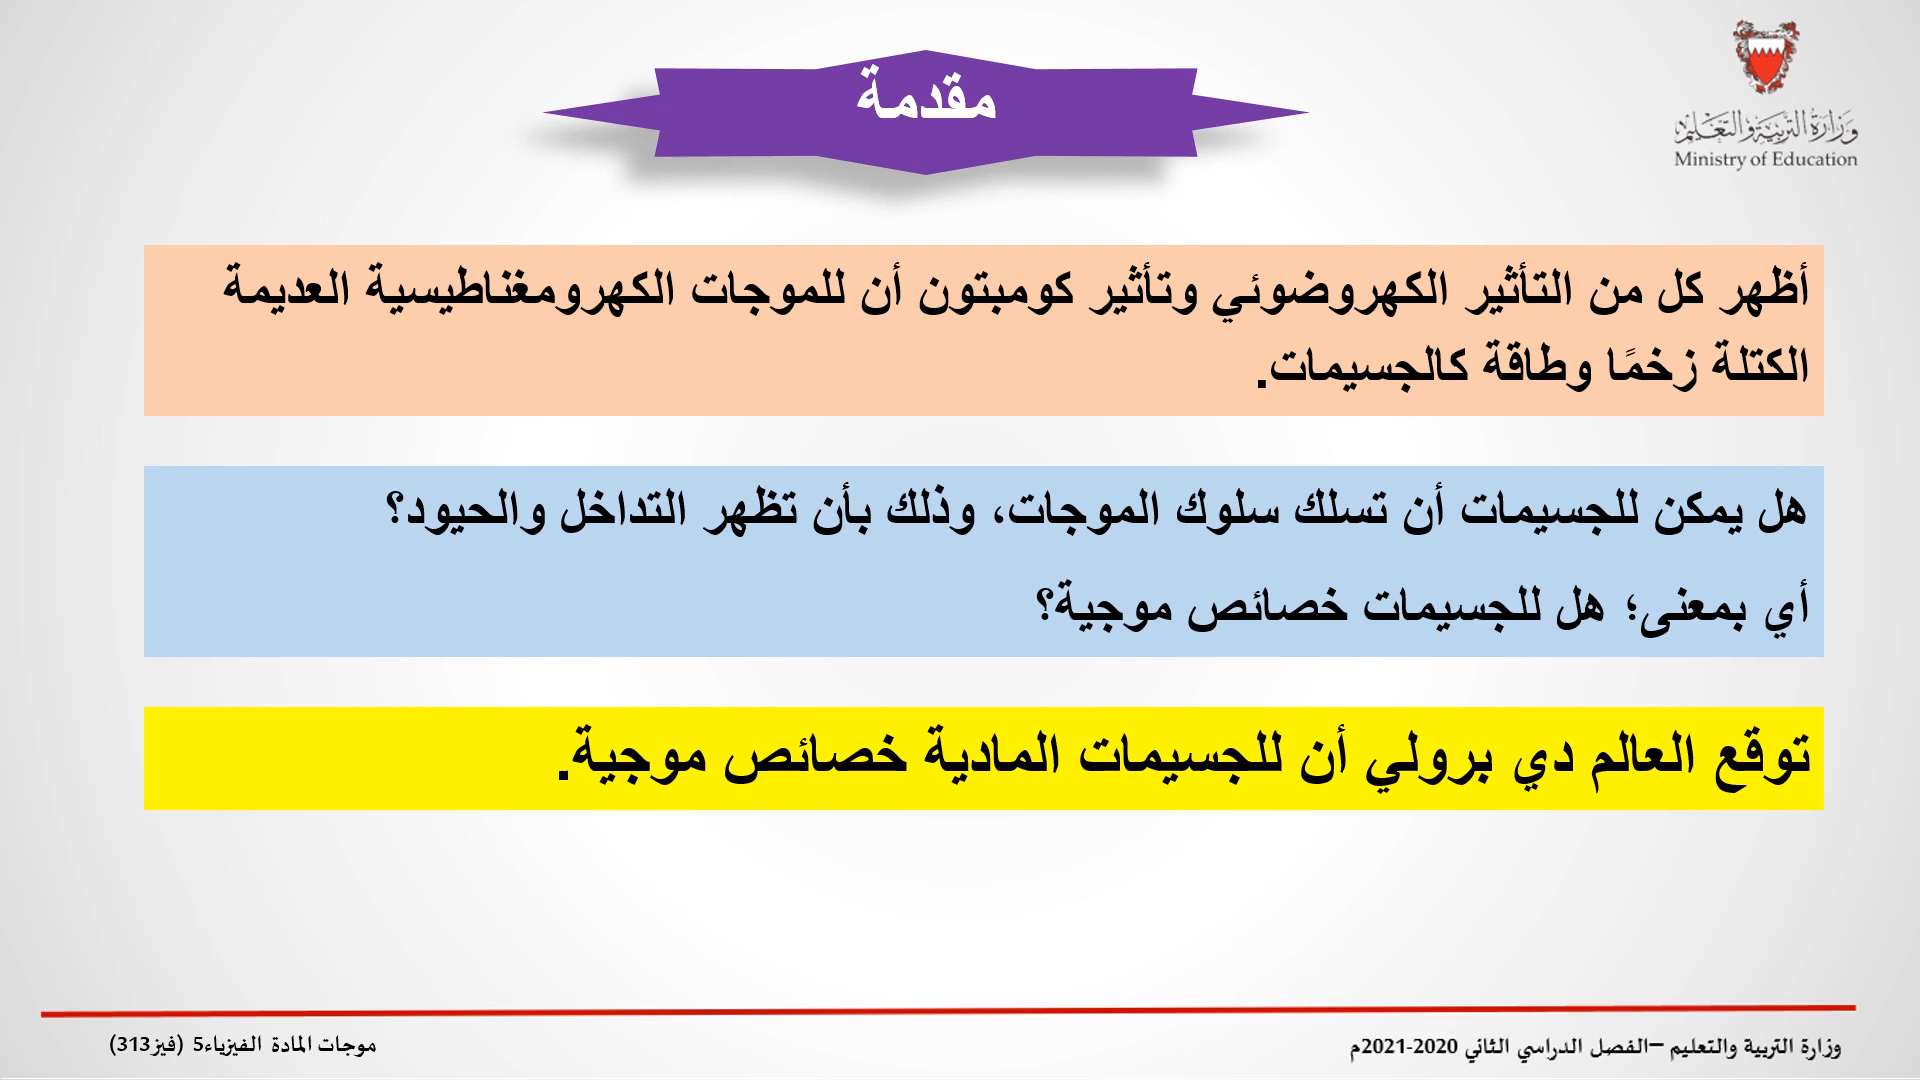 وزارة التربية والتعليم
Ministry of Education
مقدمة
أظهر كل من التأثير الكهروضوئي وتأثير كومبتون أن للموجات الكهرومغناطيسية العديمة
الكتلة زخمًا وطاقة كالجسيمات.
هل يمكن للجسيمات أن تسلك سلوك الموجات، وذلك بأن تظهر التداخل والحيود؟
أي بمعنى؛ هل للجسيمات خصائص موجية؟
توقع العالم دي برولي أن للجسيمات المادية خصائص موجية.
وزارة التربية والتعليم –الفصل الدراسي الثاني 2020-2021م
موجات المادة الفيزياء5 (فيز313)